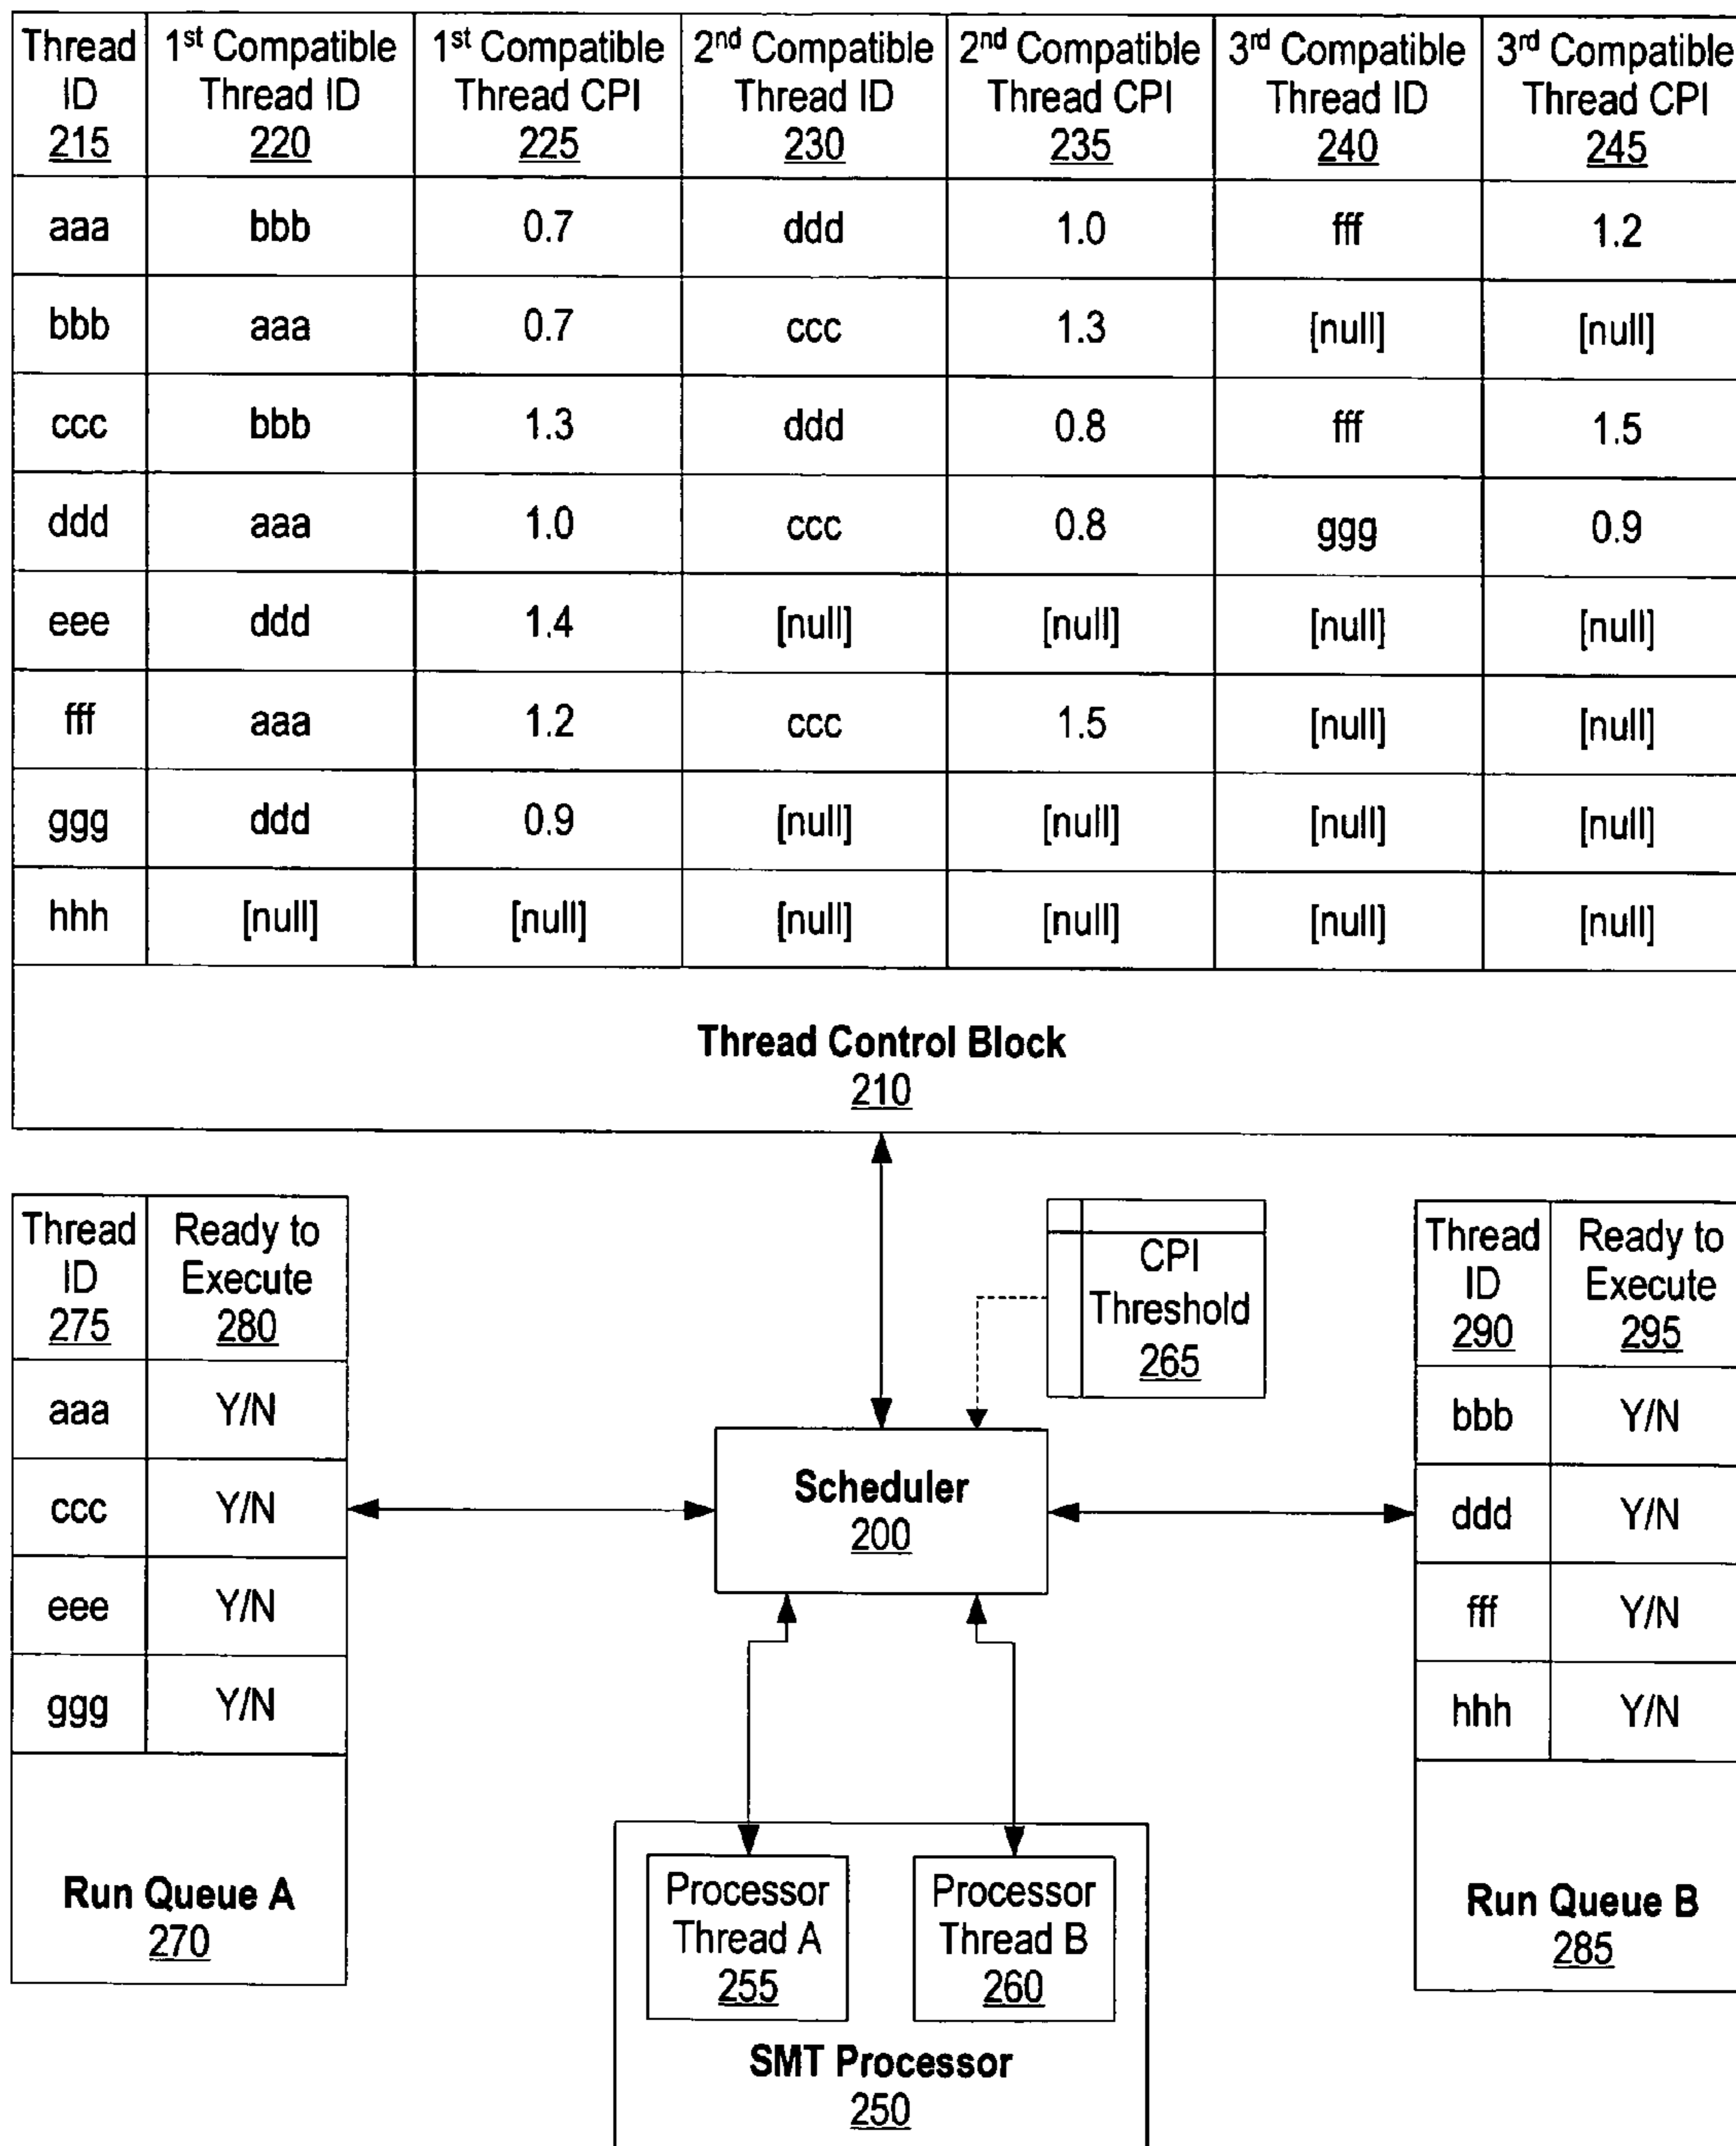 Thread ID 215 | 1st Compatible Thread ID 220 | 1st Compatible Thread CPI 225 | 2nd Compatible Thread ID 230 | 2nd Compatible Thread CPI 235 | 3rd Compatible Thread ID 240 | 3rd Compatible Thread CPI 245
aaa | bbb | 0.7 | ddd | 1.0 | fff | 1.2
bbb | aaa | 0.7 | ccc | 1.3 | [null] | [null]
ccc | bbb | 1.3 | ddd | 0.8 | fff | 1.5
ddd | aaa | 1.0 | ccc | 0.8 | ggg | 0.9
eee | ddd | 1.4 | [null] | [null] | [null] | [null]
fff | aaa | 1.2 | ccc | 1.5 | [null] | [null]
ggg | ddd | 0.9 | [null] | [null] | [null] | [null]
hhh | [null] | [null] | [null] | [null] | [null] | [null]
Thread Control Block
210
Thread ID 275 | Ready to Execute 280
aaa | Y/N
ccc | Y/N
eee | Y/N
ggg | Y/N
Run Queue A
270
CPI
Threshold
265
Scheduler
200
Thread ID 290 | Ready to Execute 295
bbb | Y/N
ddd | Y/N
fff | Y/N
hhh | Y/N
Run Queue B
285
Processor
Thread A
255
Processor
Thread B
260
SMT Processor
250